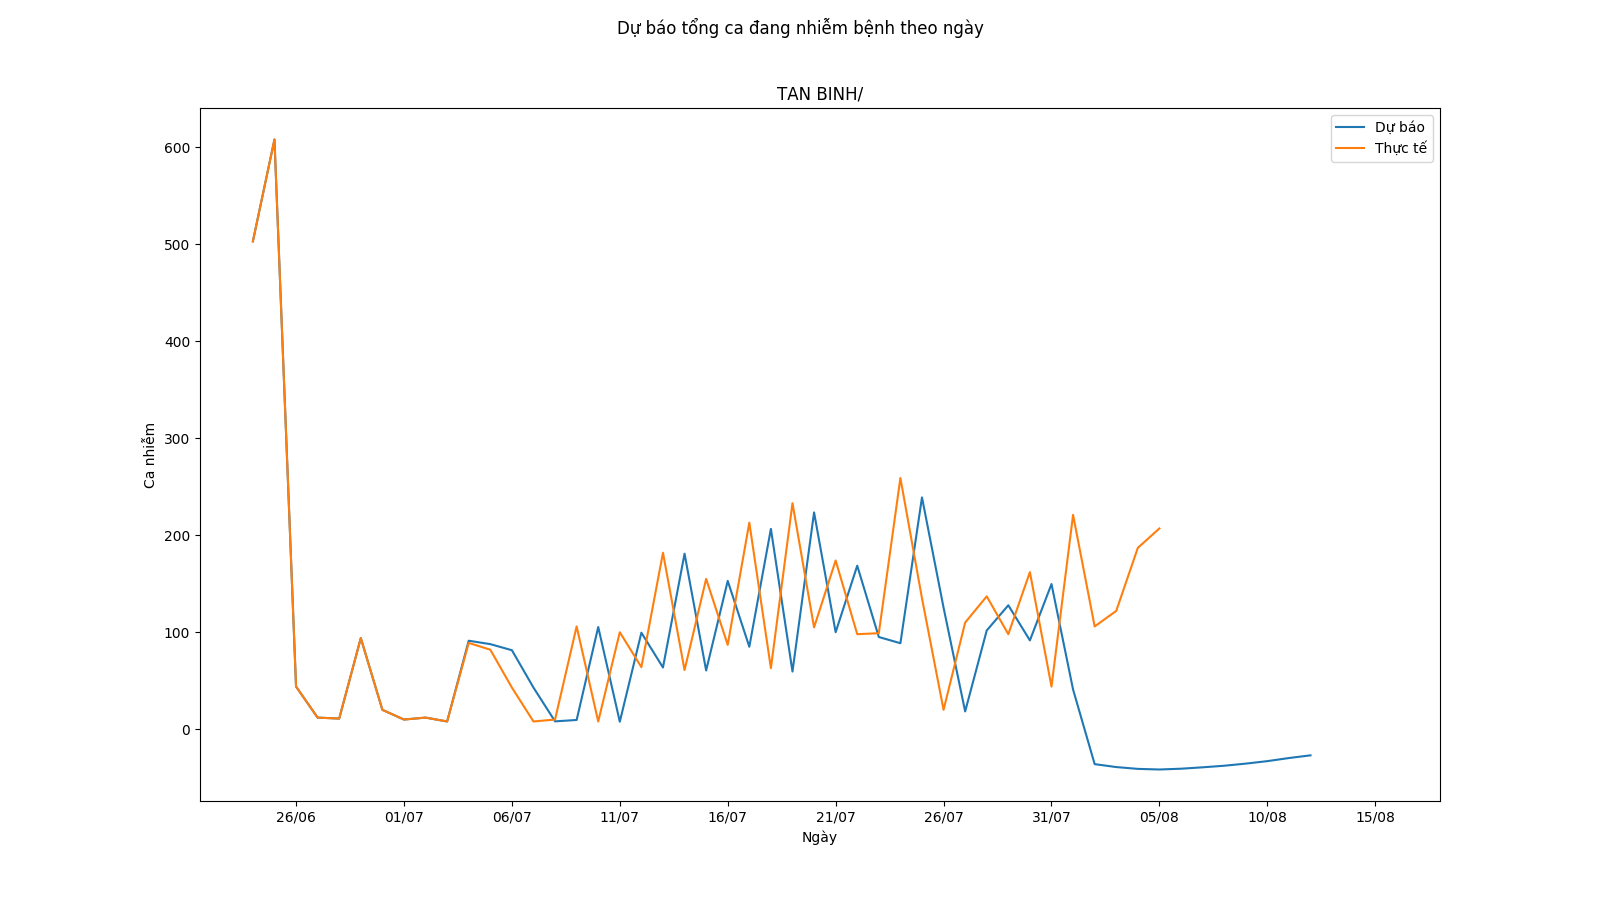 Dự báo tổng ca đang nhiễm bệnh theo ngày
TAN BINH/
Dự báo
Thực tế
600
500
400
300
200
100
0
Ca nhiễm
26/06 01/07 06/07 11/07 16/07 21/07 26/07 31/07 05/08 10/08 15/08
Ngày